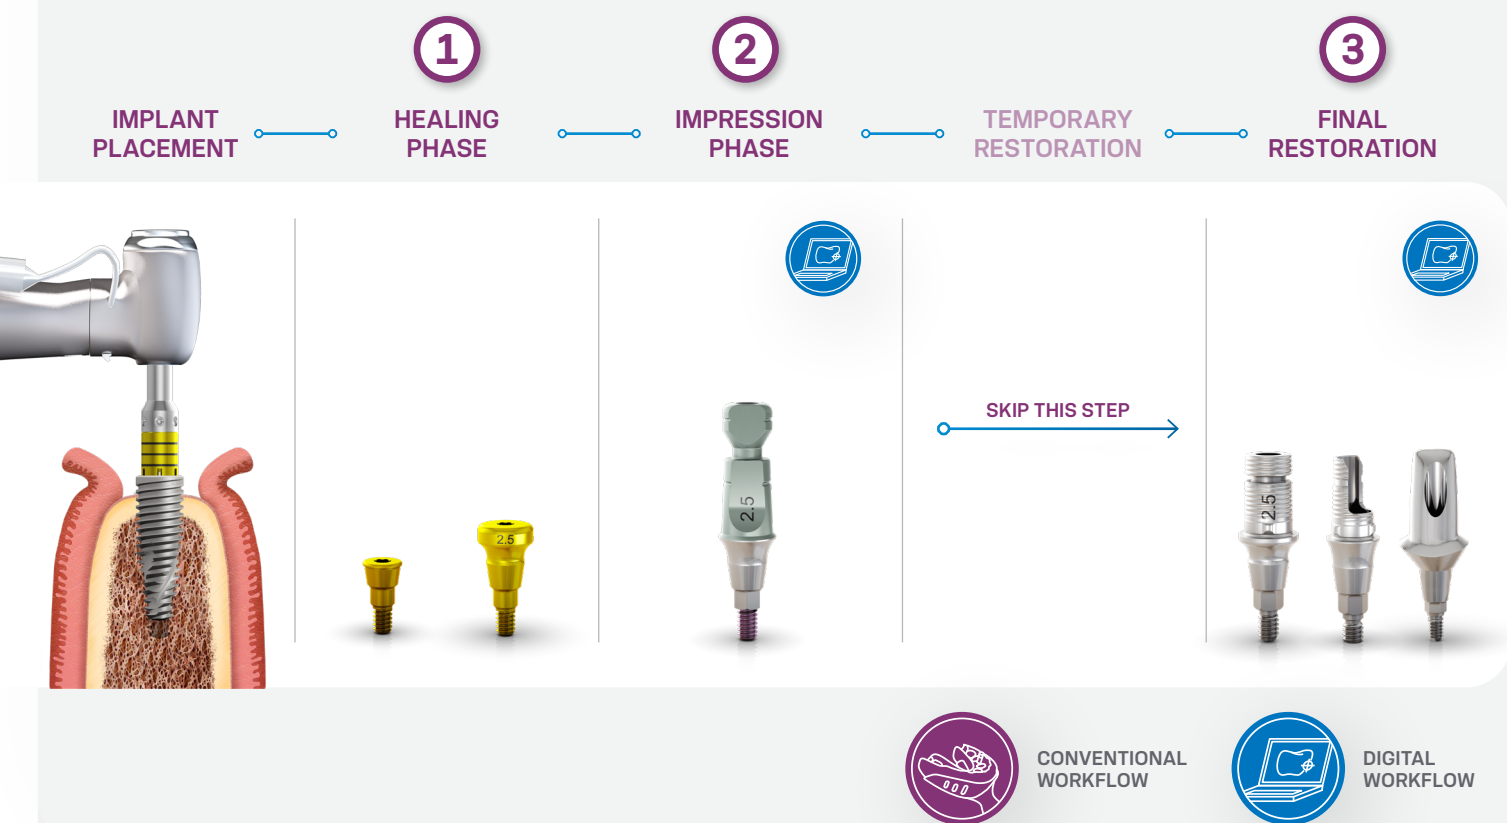 1
2
3
IMPLANT
PLACEMENT
HEALING
PHASE
IMPRESSION
PHASE
TEMPORARY
RESTORATION
FINAL
RESTORATION
SKIP THIS STEP
2.5
2.5
2.5
CONVENTIONAL
WORKFLOW
DIGITAL
WORKFLOW